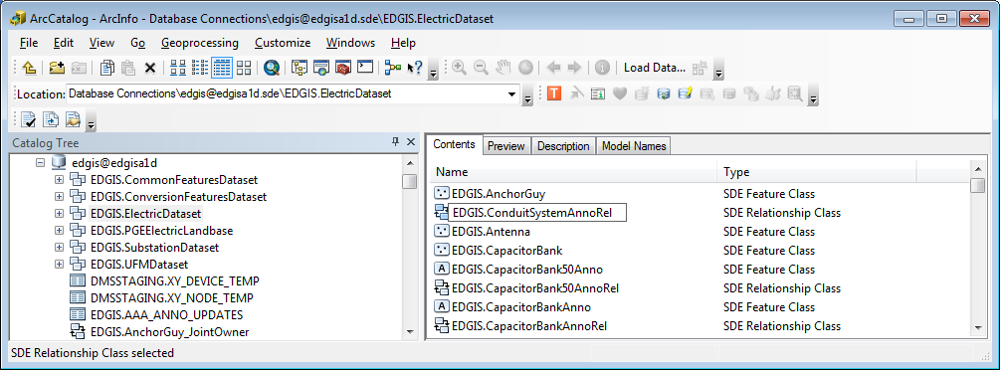 ArcCatalog - ArcInfo - Database Connections\edgis@edgisa1d.sde\EDGIS.ElectricDataset
File Edit View Go Geoprocessing Customize Windows Help
Load Data...
Location: Database Connections\edgis@edgisa1d.sde\EDGIS.ElectricDataset
T
Catalog Tree
edgis@edgisa1d
EDGIS.CommonFeaturesDataset
EDGIS.ConversionFeaturesDataset
EDGIS.ElectricDataset
EDGIS.PGEElectricLandbase
EDGIS.SubstationDataset
EDGIS.UFMDataset
DMSSTAGING.XY_DEVICE_TEMP
DMSSTAGING.XY_NODE_TEMP
EDGIS.AAA_ANNO_UPDATES
EDGIS.AnchorGuy_JointOwner
Contents Preview Description Model Names
Name Type
EDGIS.AnchorGuy SDE Feature Class
EDGIS.ConduitSystemAnnoRel SDE Relationship Class
EDGIS.Antenna SDE Feature Class
EDGIS.CapacitorBank SDE Feature Class
A EDGIS.CapacitorBank50Anno SDE Feature Class
EDGIS.CapacitorBank50AnnoRel SDE Relationship Class
A EDGIS.CapacitorBankAnno SDE Feature Class
EDGIS.CapacitorBankAnnoRel SDE Relationship Class
SDE Relationship Class selected